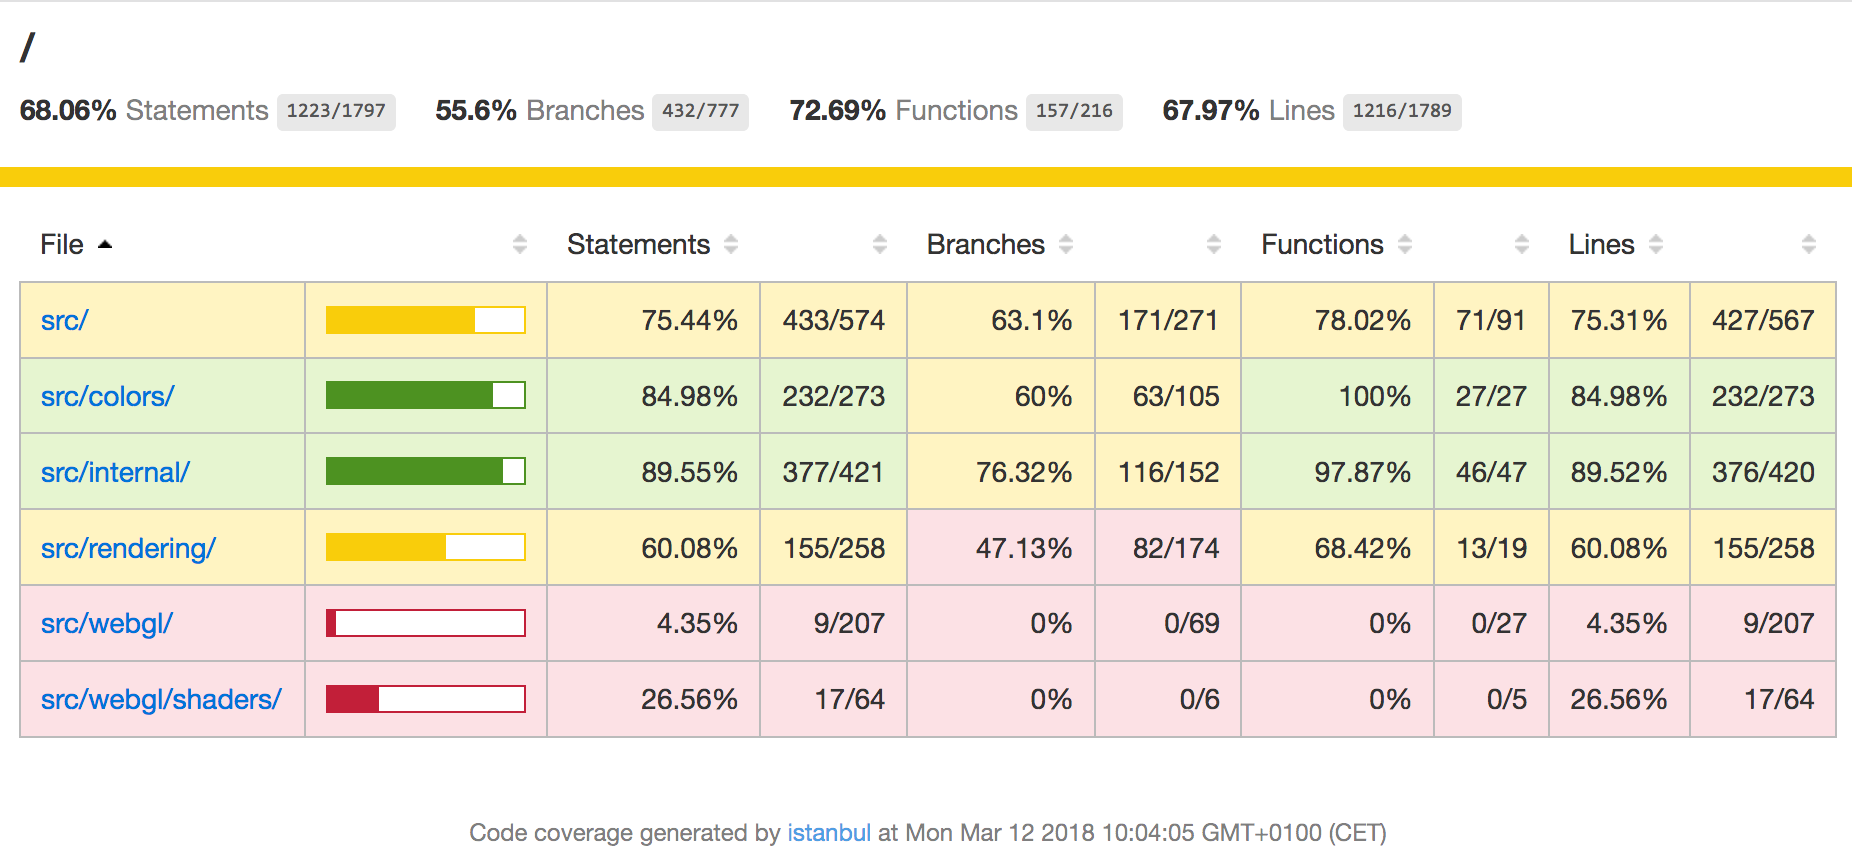 /
68.06% Statements 1223/1797 55.6% Branches 432/777 72.69% Functions 157/216 67.97% Lines 1216/1789
File Statements Branches Functions Lines
src/ 75.44% 433/574 63.1% 171/271 78.02% 71/91 75.31% 427/567
src/colors/ 84.98% 232/273 60% 63/105 100% 27/27 84.98% 232/273
src/internal/ 89.55% 377/421 76.32% 116/152 97.87% 46/47 89.52% 376/420
src/rendering/ 60.08% 155/258 47.13% 82/174 68.42% 13/19 60.08% 155/258
src/webgl/ 4.35% 9/207 0% 0/69 0% 0/27 4.35% 9/207
src/webgl/shaders/ 26.56% 17/64 0% 0/6 0% 0/5 26.56% 17/64
Code coverage generated by istanbul at Mon Mar 12 2018 10:04:05 GMT+0100 (CET)